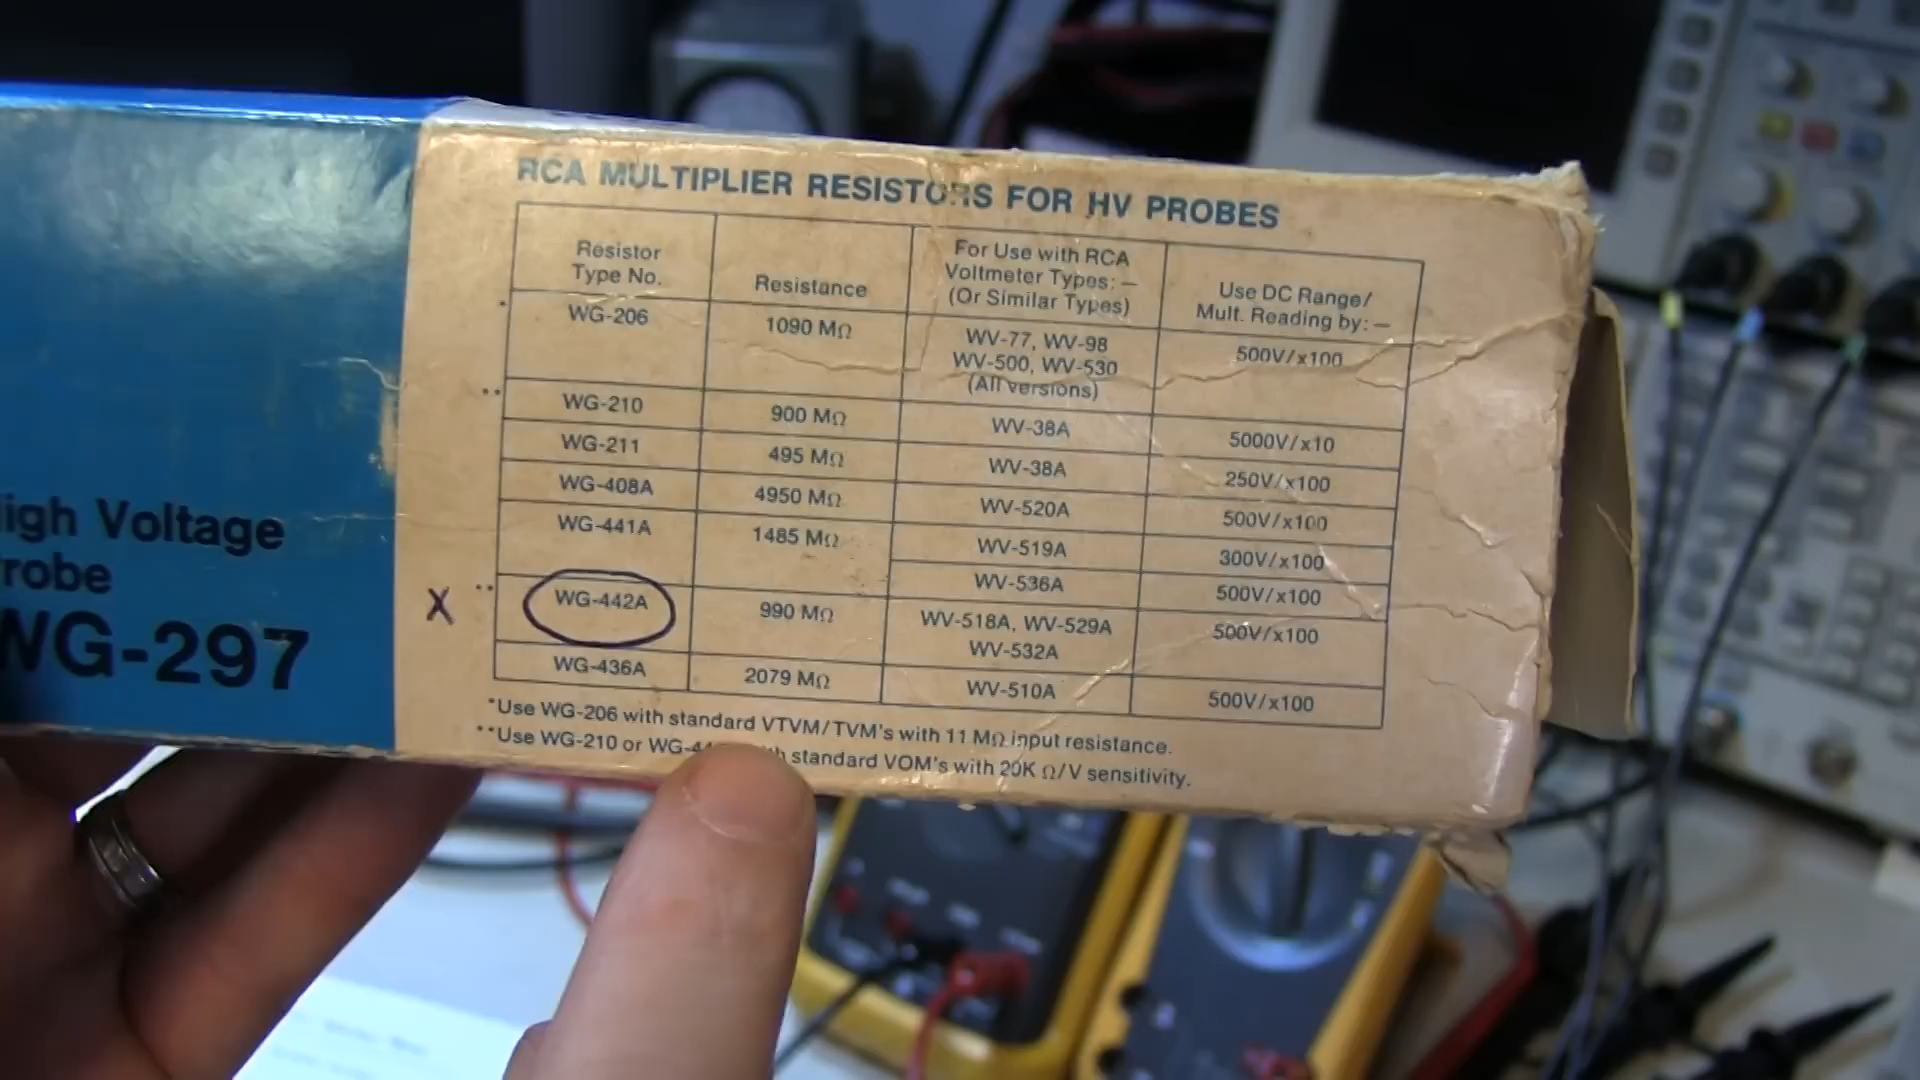 RCA MULTIPLIER RESISTORS FOR HV PROBES
Resistor Type No.
Resistance
For Use with RCA Voltmeter Types: — (Or Similar Types)
Use DC Range/ Mult. Reading by: —
* WG-206 1090 MΩ WV-77, WV-98 500V/x100
WV-500, WV-530
(All versions)
** WG-210 900 MΩ WV-38A 5000V/x10
WG-211 495 MΩ WV-38A 250V/x100
WG-408A 4950 MΩ WV-520A 500V/x100
WG-441A 1485 MΩ WV-519A 300V/x100
WV-536A 500V/x100
X ** WG-442A 990 MΩ WV-518A, WV-529A 500V/x100
WV-532A
WG-436A 2079 MΩ WV-510A 500V/x100
*Use WG-206 with standard VTVM/TVM's with 11 MΩ input resistance.
**Use WG-210 or standard VOM's with 20K Ω/V sensitivity.
High Voltage
Probe
WG-297